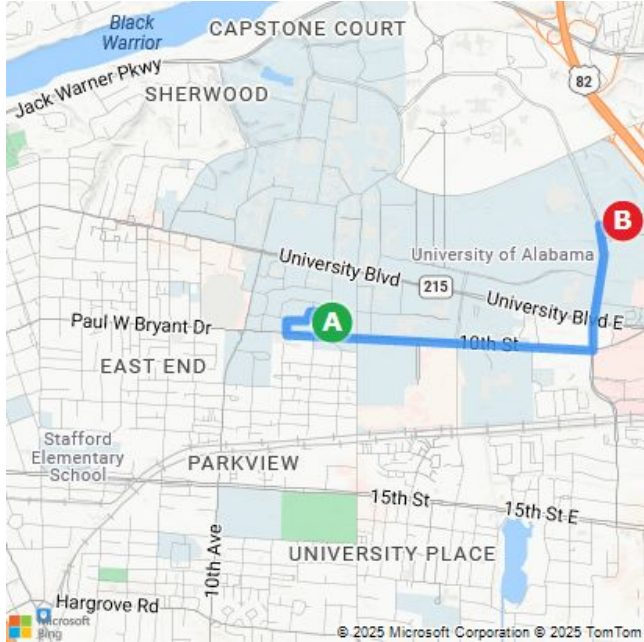 Black
Warrior
CAPSTONE COURT
Jack Warner Pkwy
82
SHERWOOD
B
University of Alabama
University Blvd
215
University Blvd E
A
Paul W Bryant Dr
10th St
EAST END
Stafford
Elementary
School
PARKVIEW
15th St
15th St E
10th Ave
UNIVERSITY PLACE
Hargrove Rd
Microsoft
Bing
© 2025 Microsoft Corporation © 2025 TomTom